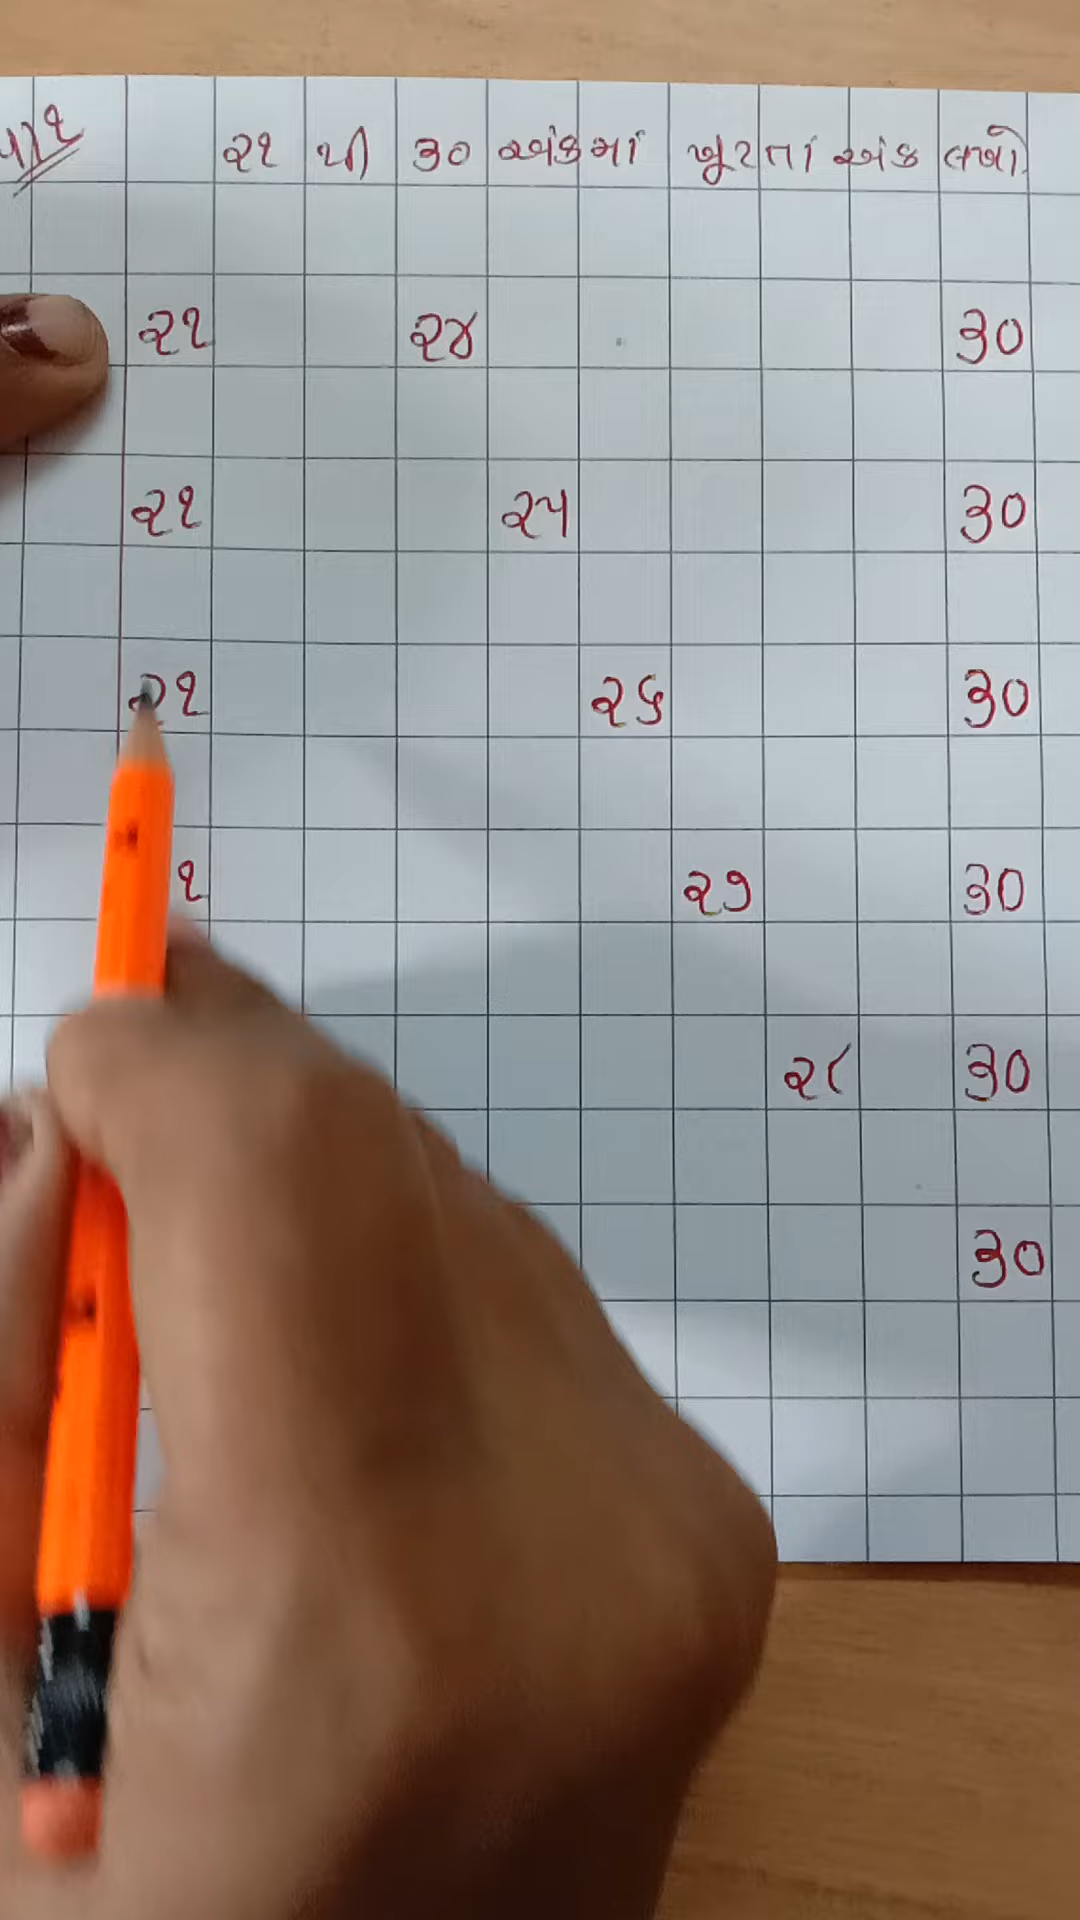 ૨૧ થી ૩૦ અંકમાં ખૂટતાં અંક લખો
૨૧ ૨૪ ૩૦
૨૧ ૨૫ ૩૦
૨૧ ૨૬ ૩૦
૧ ૨૭ ૩૦
૨૮ ૩૦
૩૦